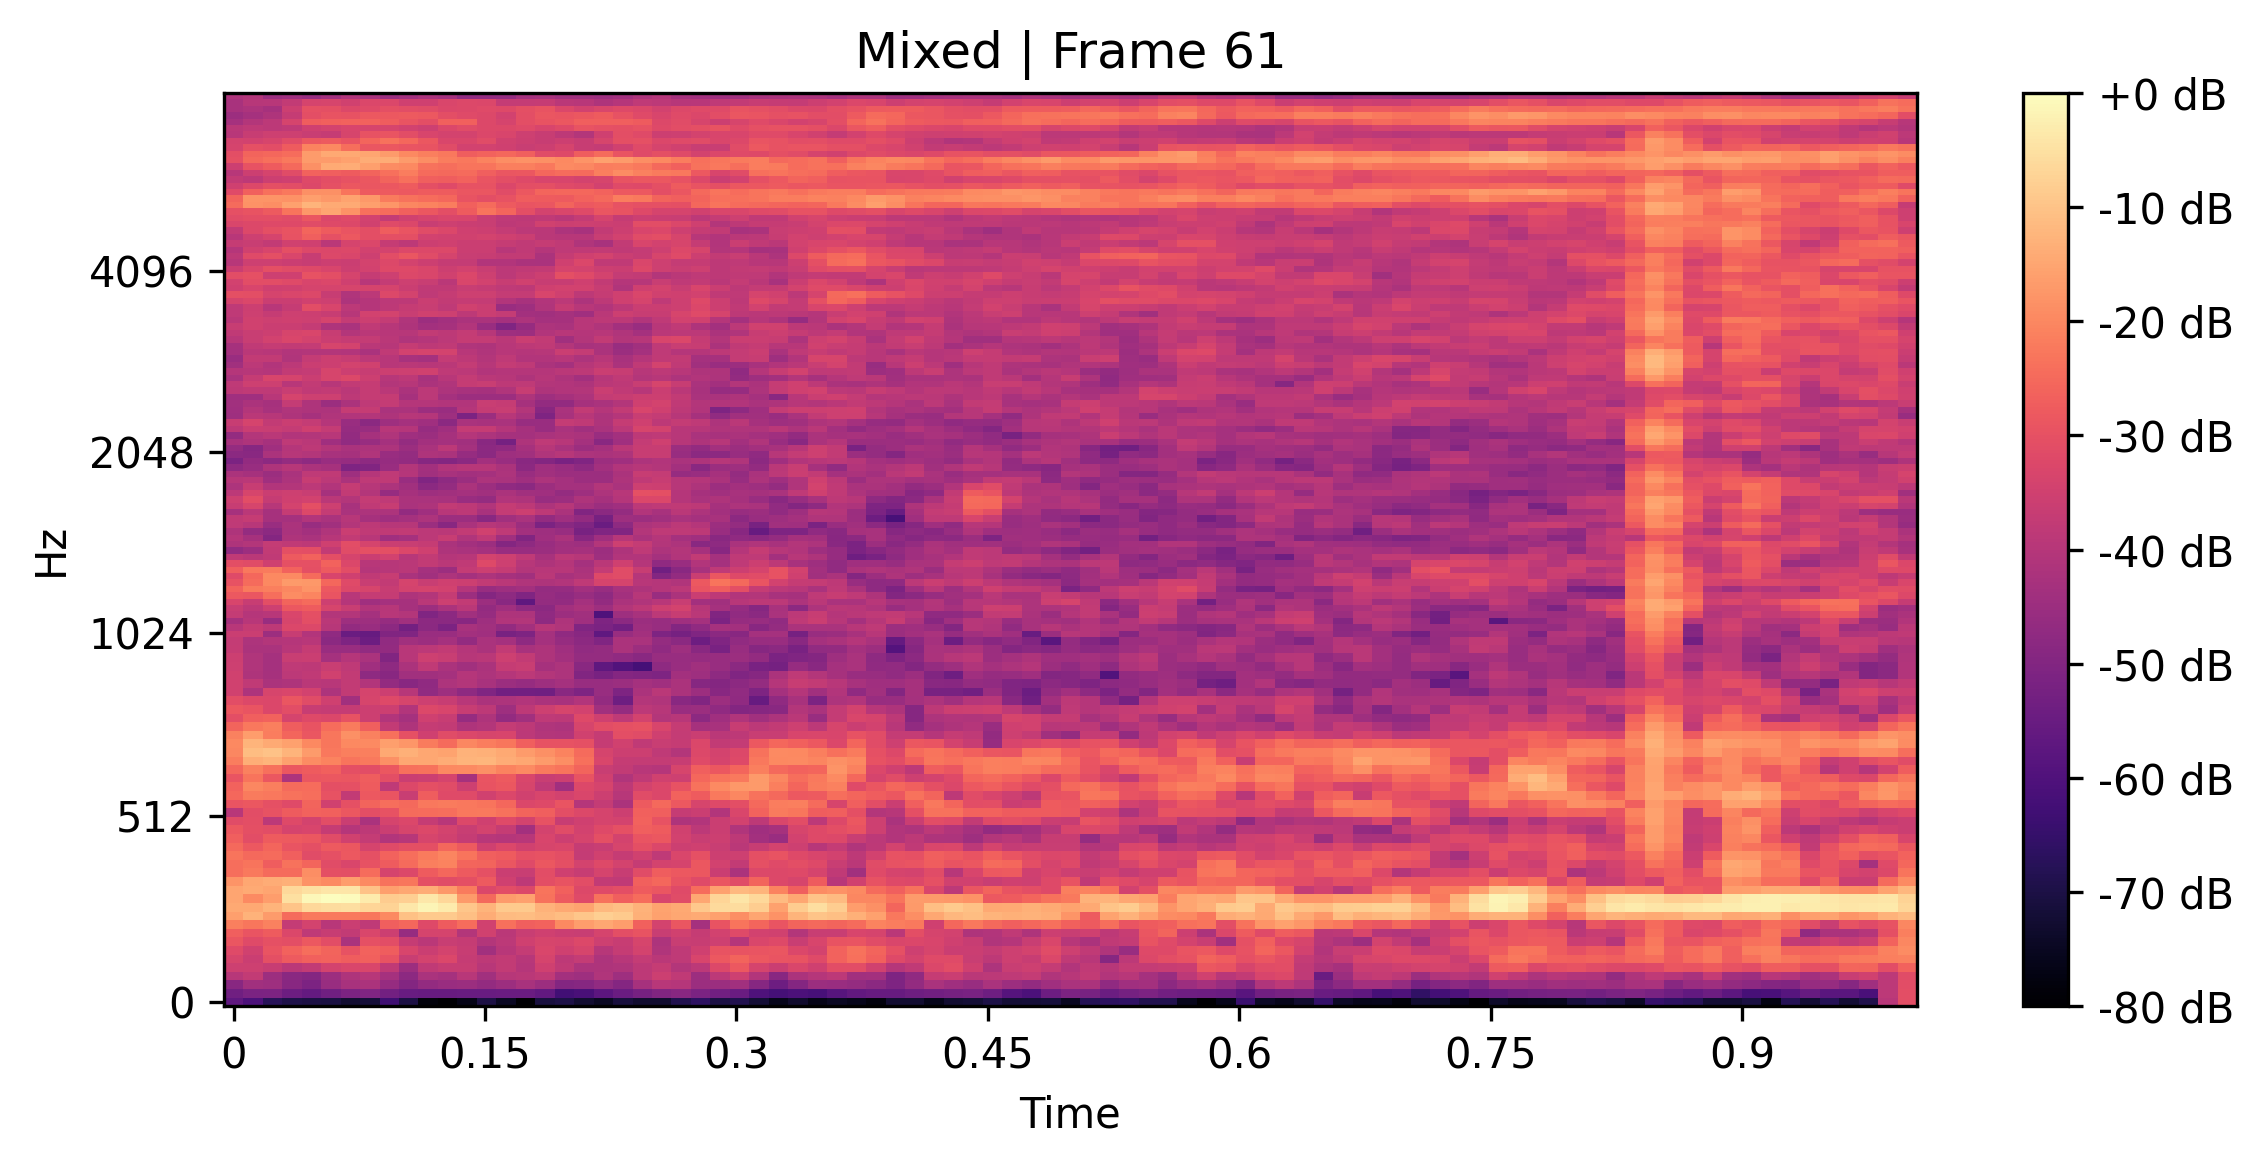 Mixed | Frame 61
+0 dB
-10 dB
-20 dB
-30 dB
-40 dB
-50 dB
-60 dB
-70 dB
-80 dB
Hz
4096
2048
1024
512
0
0 0.15 0.3 0.45 0.6 0.75 0.9
Time